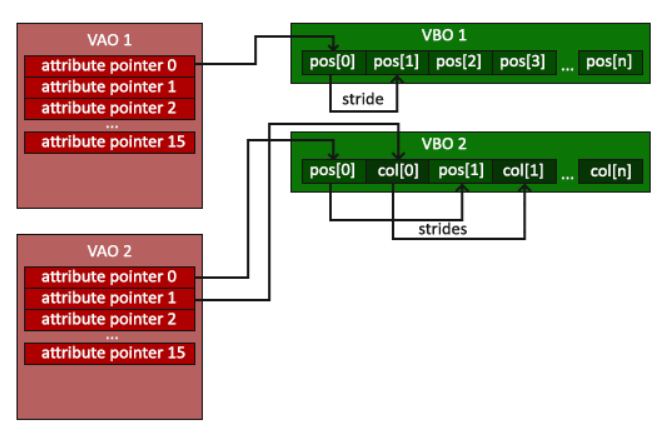 VAO 1
attribute pointer 0
attribute pointer 1
attribute pointer 2
...
attribute pointer 15
VBO 1
pos[0] pos[1] pos[2] pos[3] ... pos[n]
stride
VBO 2
pos[0] col[0] pos[1] col[1] ... col[n]
strides
VAO 2
attribute pointer 0
attribute pointer 1
attribute pointer 2
...
attribute pointer 15